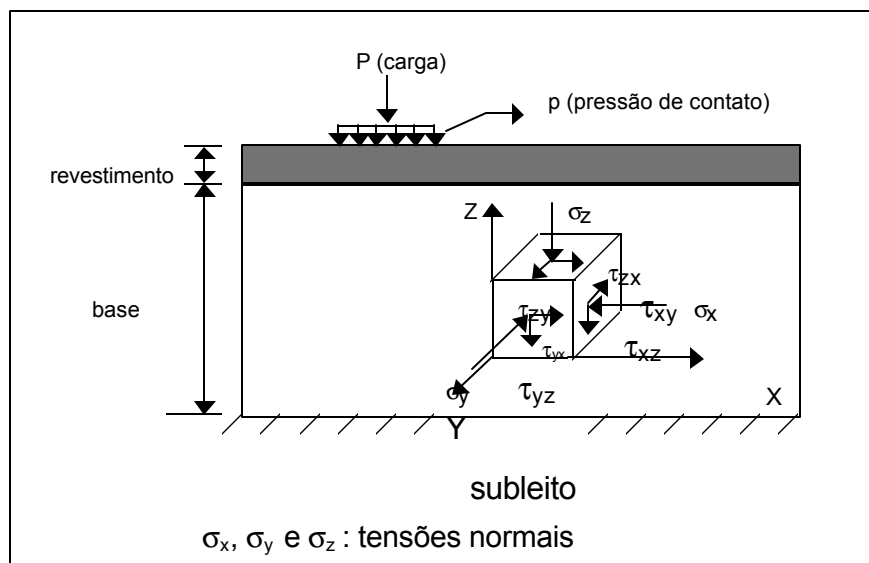 P (carga)
p (pressão de contato)
revestimento
Z σz
τzx
base
τzy τxy σx
τyx τxz
σy τyz X
Y
subleito
σx, σy e σz : tensões normais